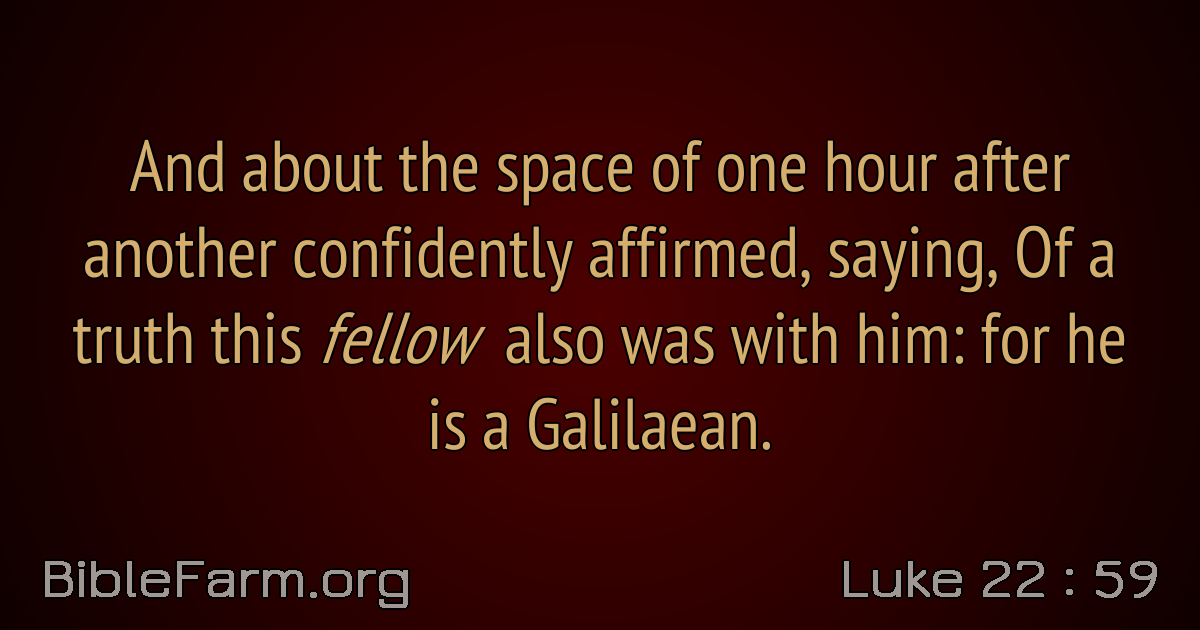 And about the space of one hour after
another confidently affirmed, saying, Of a
truth this fellow also was with him: for he
is a Galilaean.
BibleFarm.org
Luke 22 : 59